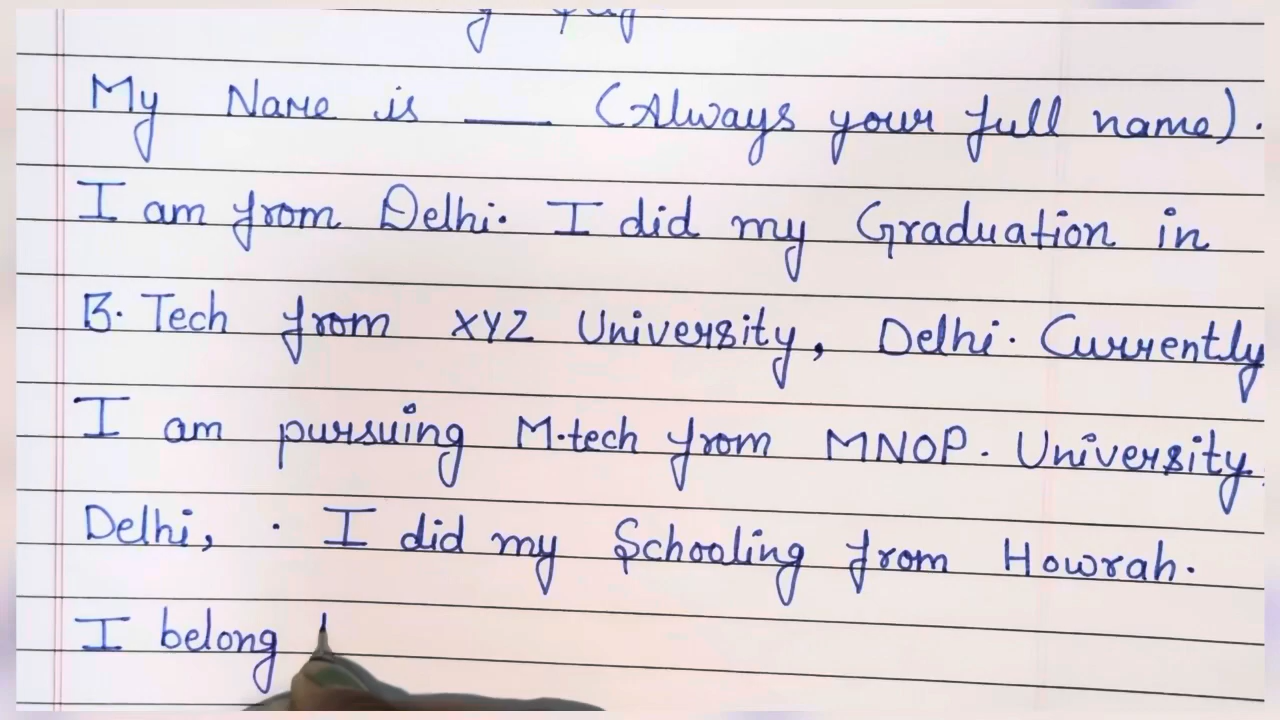 My Name is ___ (Always your full name).
I am from Delhi. I did my Graduation in
B. Tech from XYZ University, Delhi. Currently
I am pursuing M.tech from MNOP. University
Delhi, . I did my Schooling from Howrah.
I belong